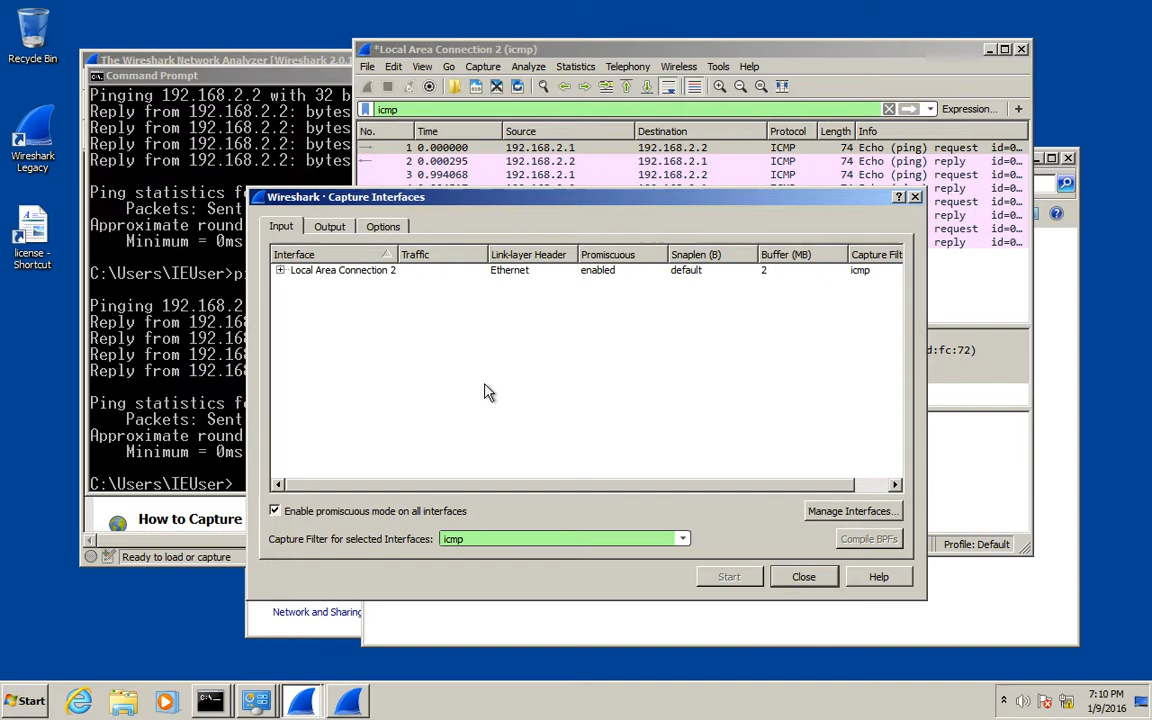 Recycle Bin
Wireshark
Legacy
license -
Shortcut
The Wireshark Network Analyzer [Wireshark 2.0.
Command Prompt
Pinging 192.168.2.2 with 32 b
Reply from 192.168.2.2: bytes
Reply from 192.168.2.2: bytes
Reply from 192.168.2.2: bytes
Reply from 192.168.2.2: bytes
Ping statistics fo
Packets: Sent
Approximate round
Minimum = 0ms
C:\Users\IEUser>pi
Pinging 192.168.2
Reply from 192.168
Reply from 192.168
Reply from 192.168
Reply from 192.168
Ping statistics fo
Packets: Sent
Approximate round
Minimum = 0ms
C:\Users\IEUser>
How to Capture
Ready to load or capture
Network and Sharing
*Local Area Connection 2 (icmp)
File Edit View Go Capture Analyze Statistics Telephony Wireless Tools Help
icmp Expression... +
No. Time Source Destination Protocol Length Info
1 0.000000 192.168.2.1 192.168.2.2 ICMP 74 Echo (ping) request id=0...
2 0.000295 192.168.2.2 192.168.2.1 ICMP 74 Echo (ping) reply id=0...
3 0.994068 192.168.2.1 192.168.2.2 ICMP 74 Echo (ping) request id=0...
reply id=0...
request id=0...
reply id=0...
request id=0...
reply id=0...
d:fc:72)
Profile: Default
Wireshark · Capture Interfaces
Input Output Options
Interface Traffic Link-layer Header Promiscuous Snaplen (B) Buffer (MB) Capture Filt
Local Area Connection 2 Ethernet enabled default 2 icmp
Enable promiscuous mode on all interfaces Manage Interfaces...
Capture Filter for selected Interfaces: icmp Compile BPFs
Start Close Help
Start
7:10 PM
1/9/2016